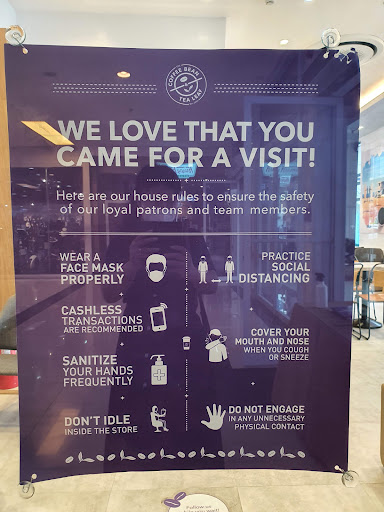 COFFEE BEAN
TEA LEAF
WE LOVE THAT YOU
CAME FOR A VISIT!
Here are our house rules to ensure the safety
of our loyal patrons and team members.
WEAR A
FACE MASK
PROPERLY
CASHLESS
TRANSACTIONS
ARE RECOMMENDED
SANITIZE
YOUR HANDS
FREQUENTLY
DON'T IDLE
INSIDE THE STORE
PRACTICE
SOCIAL
DISTANCING
COVER YOUR
MOUTH AND NOSE
WHEN YOU COUGH
OR SNEEZE
DO NOT ENGAGE
IN ANY UNNECESSARY
PHYSICAL CONTACT